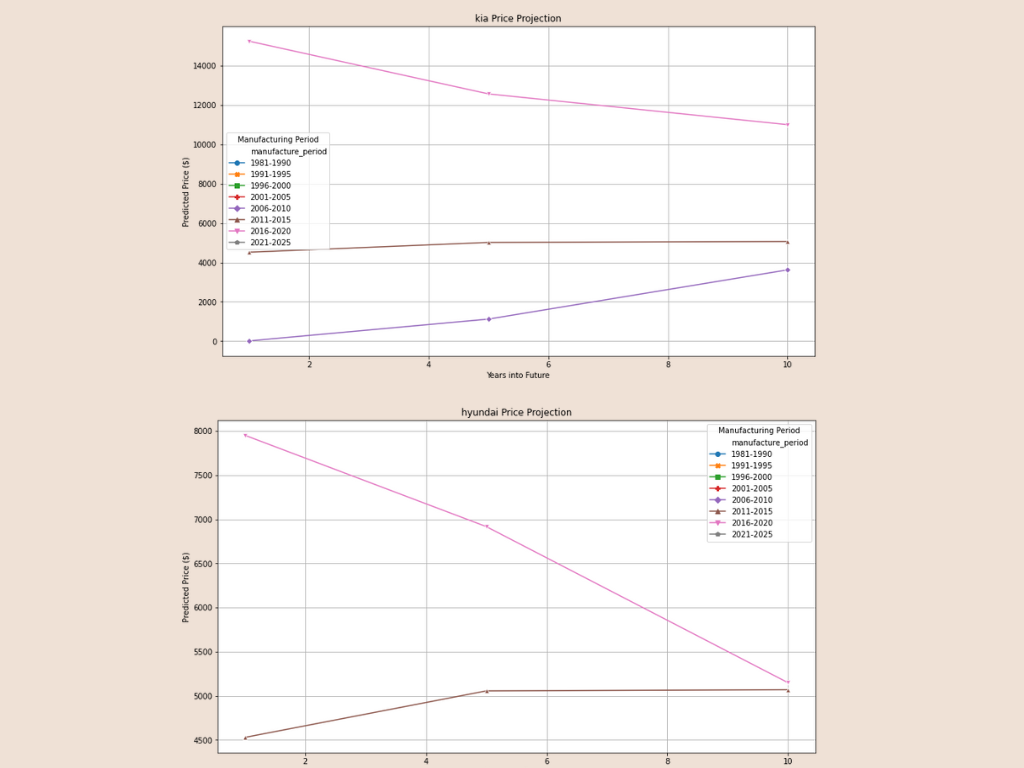 kia Price Projection
14000
12000
10000
8000
6000
4000
2000
0
Predicted Price ($)
Manufacturing Period
manufacture_period
1981-1990
1991-1995
1996-2000
2001-2005
2006-2010
2011-2015
2016-2020
2021-2025
2 4 6 8 10
Years into Future
hyundai Price Projection
8000
7500
7000
6500
6000
5500
5000
4500
Predicted Price ($)
Manufacturing Period
manufacture_period
1981-1990
1991-1995
1996-2000
2001-2005
2006-2010
2011-2015
2016-2020
2021-2025
2 4 6 8 10